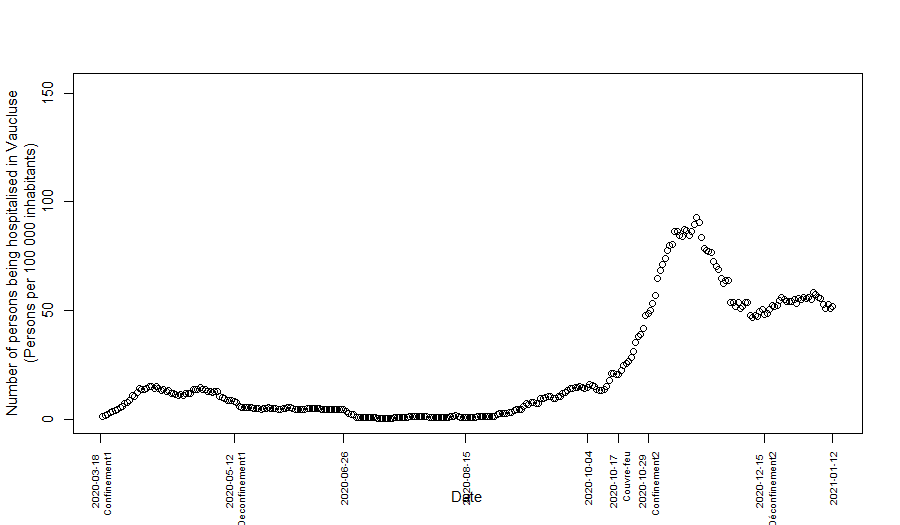 Number of persons being hospitalised in Vaucluse
(Persons per 100 000 inhabitants)
150
100
50
0
2020-03-18
Confinement1
2020-05-12
Deconfinement1
2020-06-26
2020-08-15
2020-10-04
2020-10-17
Couvre-feu
2020-10-29
Confinement2
2020-12-15
Déconfinement2
2021-01-12
Date